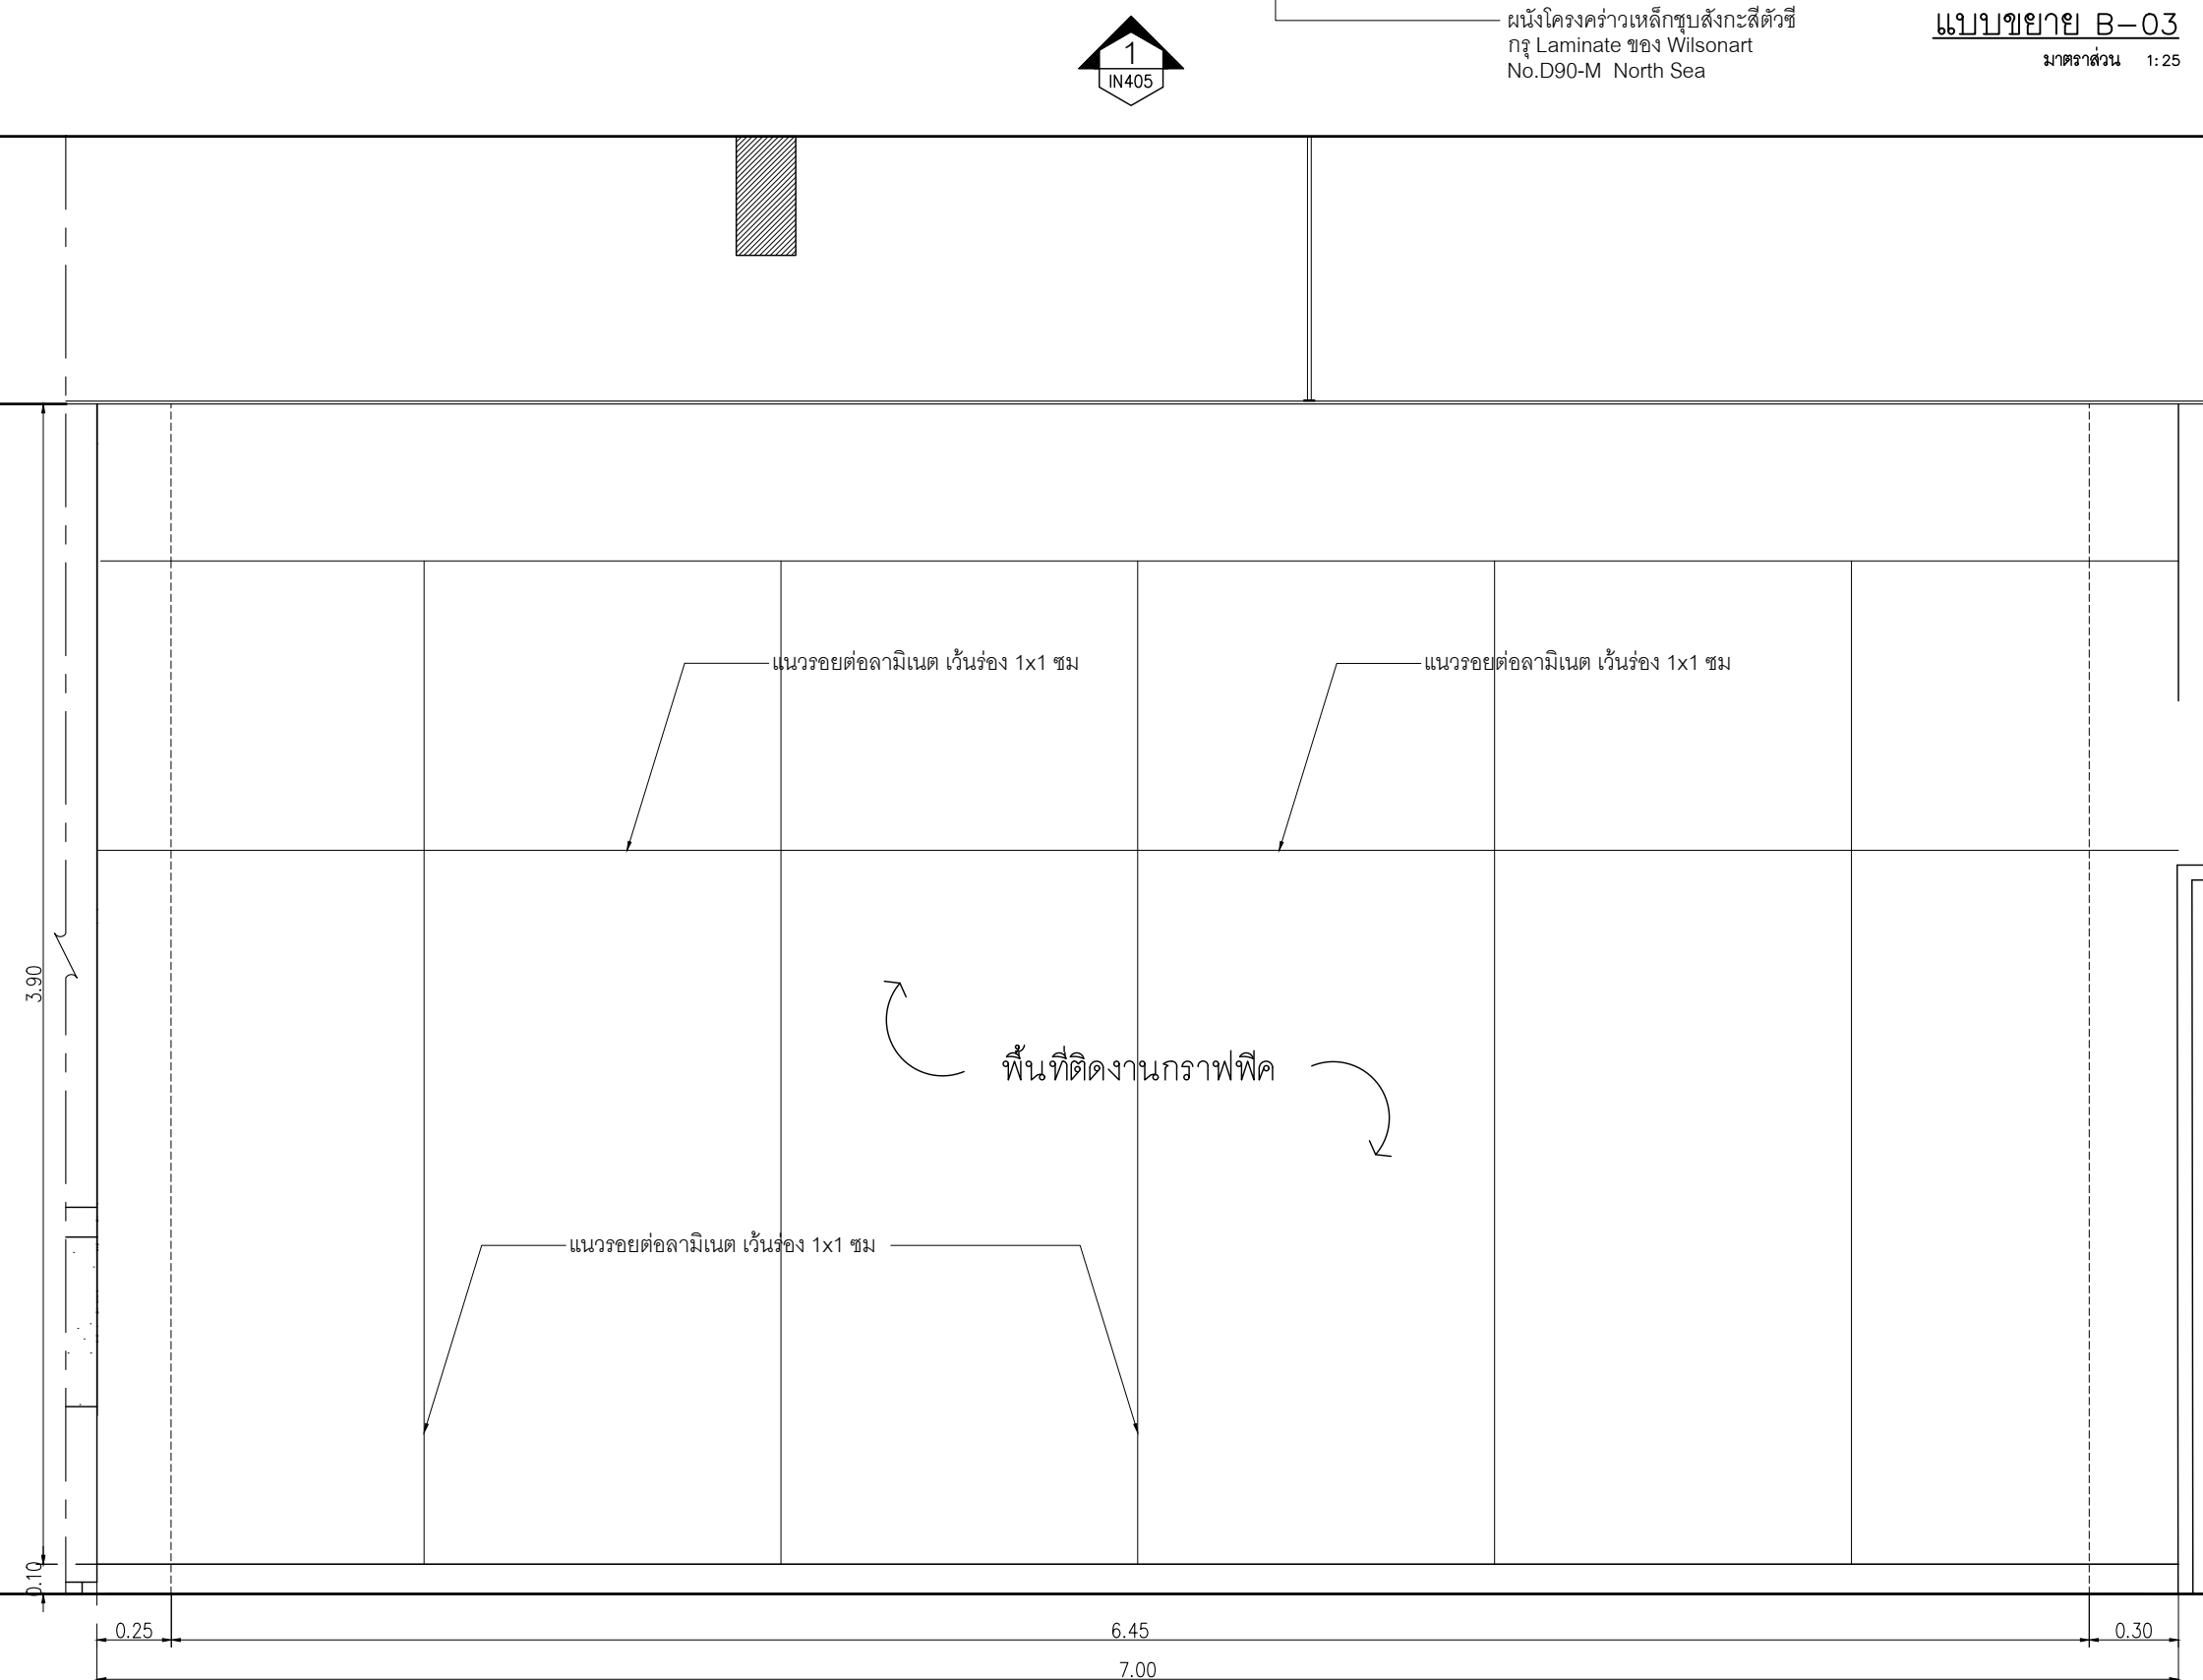 ผนังโครงคร่าวเหล็กชุบสังกะสีตัวซี
กรุ Laminate ของ Wilsonart
No.D90-M North Sea
แบบขยาย B-03
มาตราส่วน 1:25
1
IN405
แนวรอยต่อลามิเนต เว้นร่อง 1x1 ซม
แนวรอยต่อลามิเนต เว้นร่อง 1x1 ซม
3.90
พื้นที่ติดงานกราฟฟิค
แนวรอยต่อลามิเนต เว้นร่อง 1x1 ซม
0.10
0.25
6.45
0.30
7.00